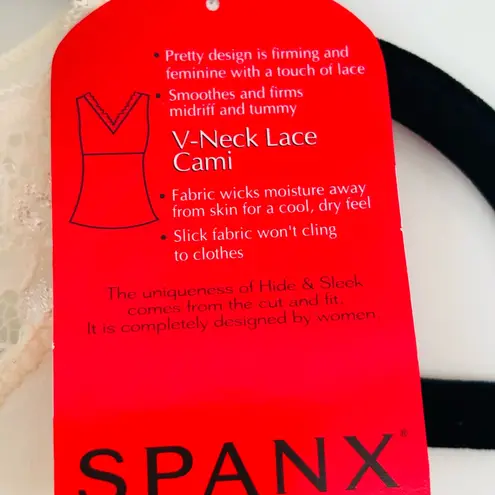 • Pretty design is firming and
feminine with a touch of lace
• Smoothes and firms
midriff and tummy
V-Neck Lace
Cami
• Fabric wicks moisture away
from skin for a cool, dry feel
• Slick fabric won't cling
to clothes
The uniqueness of Hide & Sleek
comes from the cut and fit.
It is completely designed by women.
SPANX®